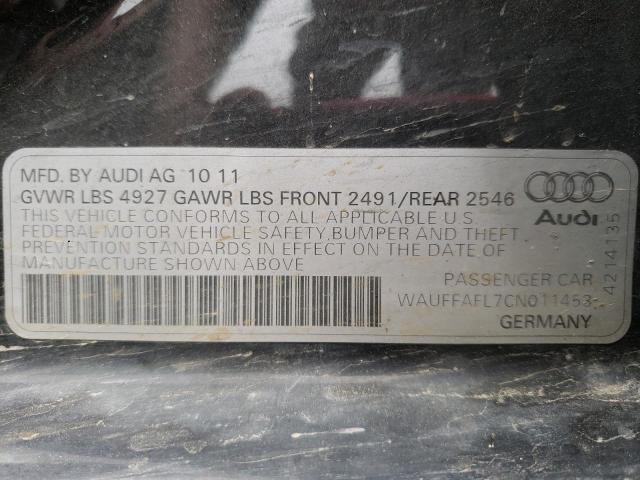 MFD. BY AUDI AG 10 11
GVWR LBS 4927 GAWR LBS FRONT 2491/REAR 2546
THIS VEHICLE CONFORMS TO ALL APPLICABLE U S
FEDERAL MOTOR VEHICLE SAFETY, BUMPER AND THEFT
PREVENTION STANDARDS IN EFFECT ON THE DATE OF
MANUFACTURE SHOWN ABOVE
Audi
PASSENGER CAR
WAUFFAFL7CN011453
GERMANY
4214135